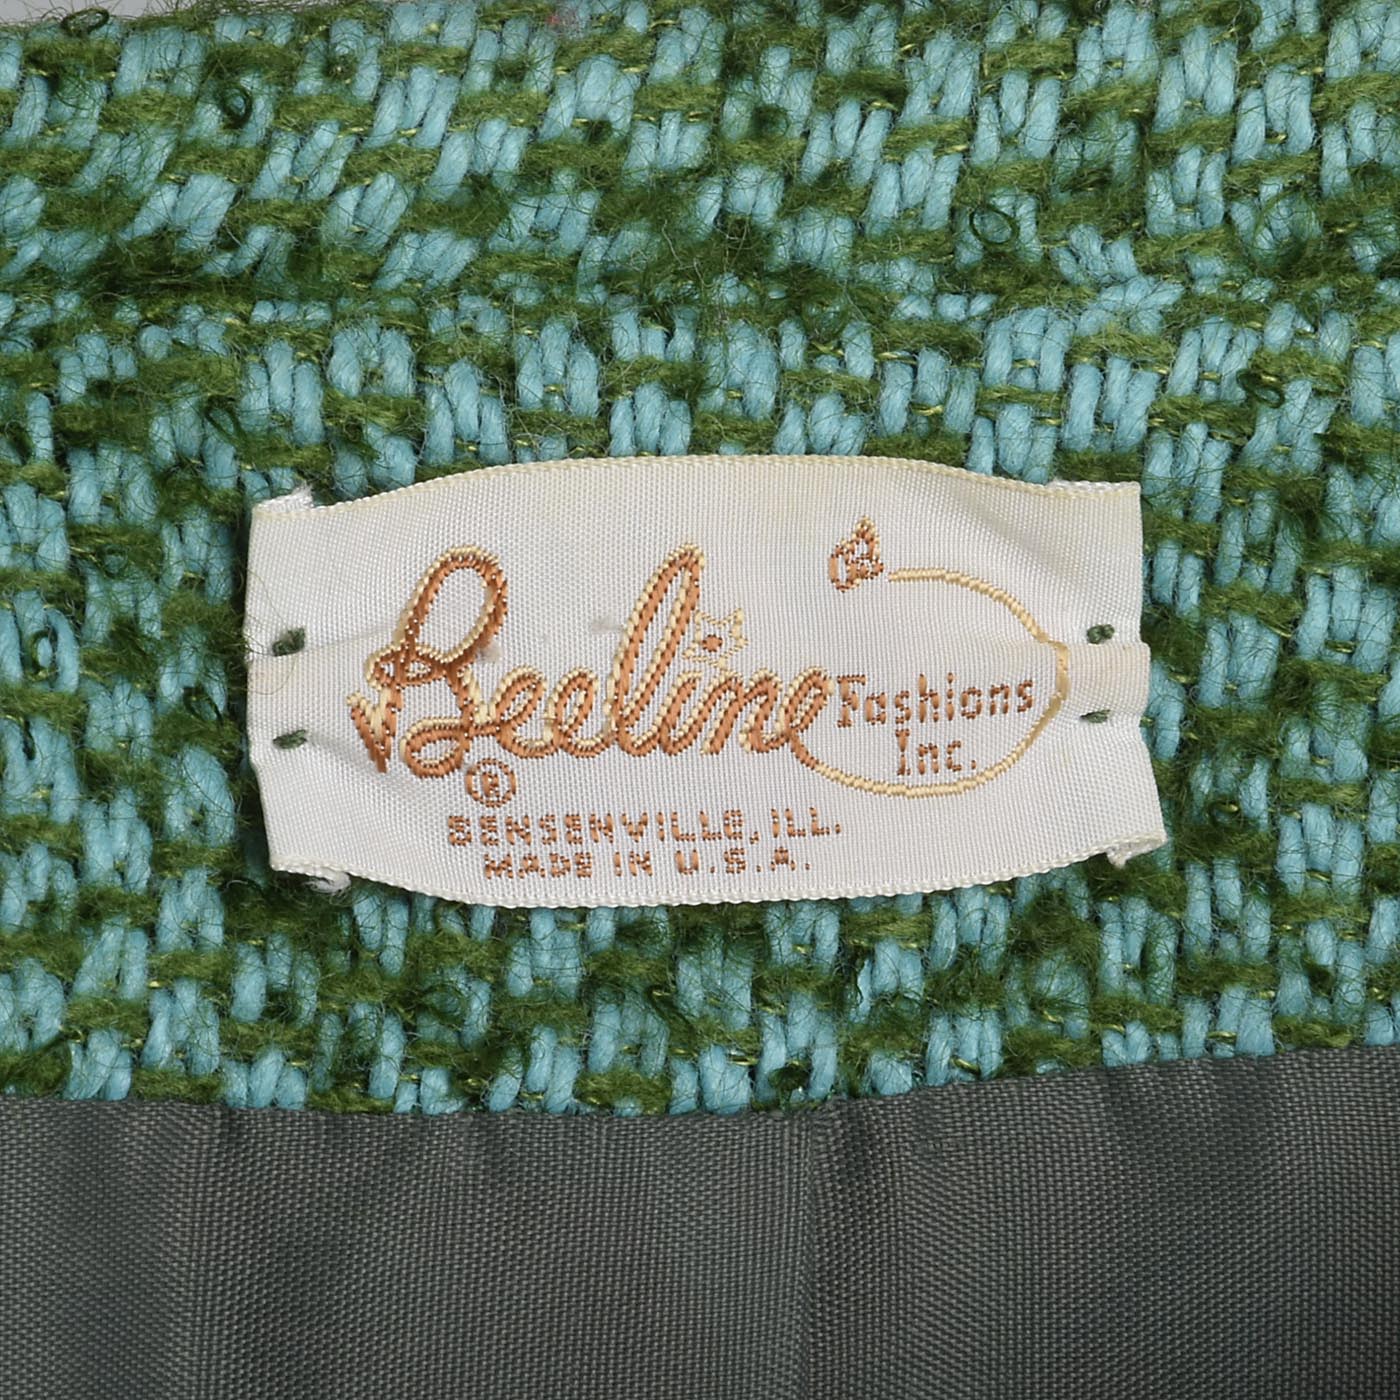 Beeline Fashions
Inc.
®
BENSENVILLE, ILL.
MADE IN U.S.A.